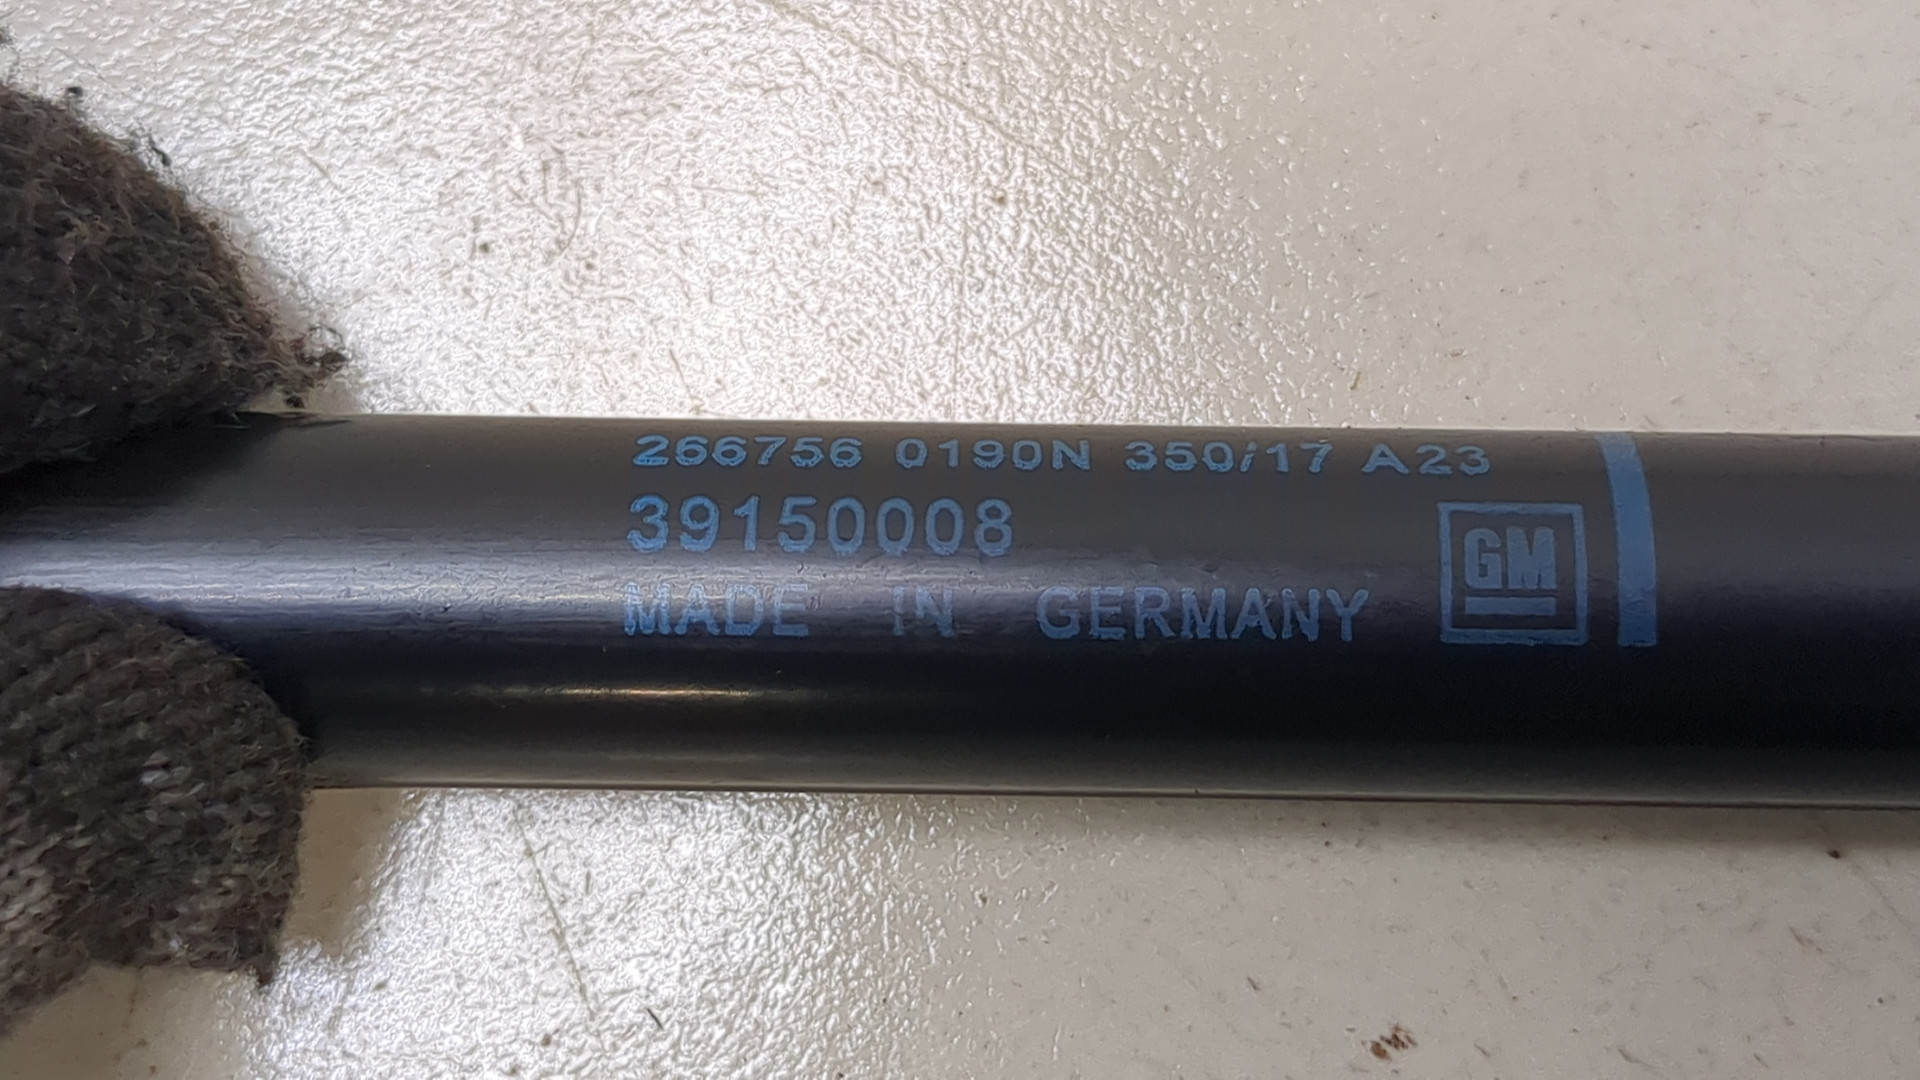 266756 0190N 350/17 A23
39150008
MADE IN GERMANY
GM